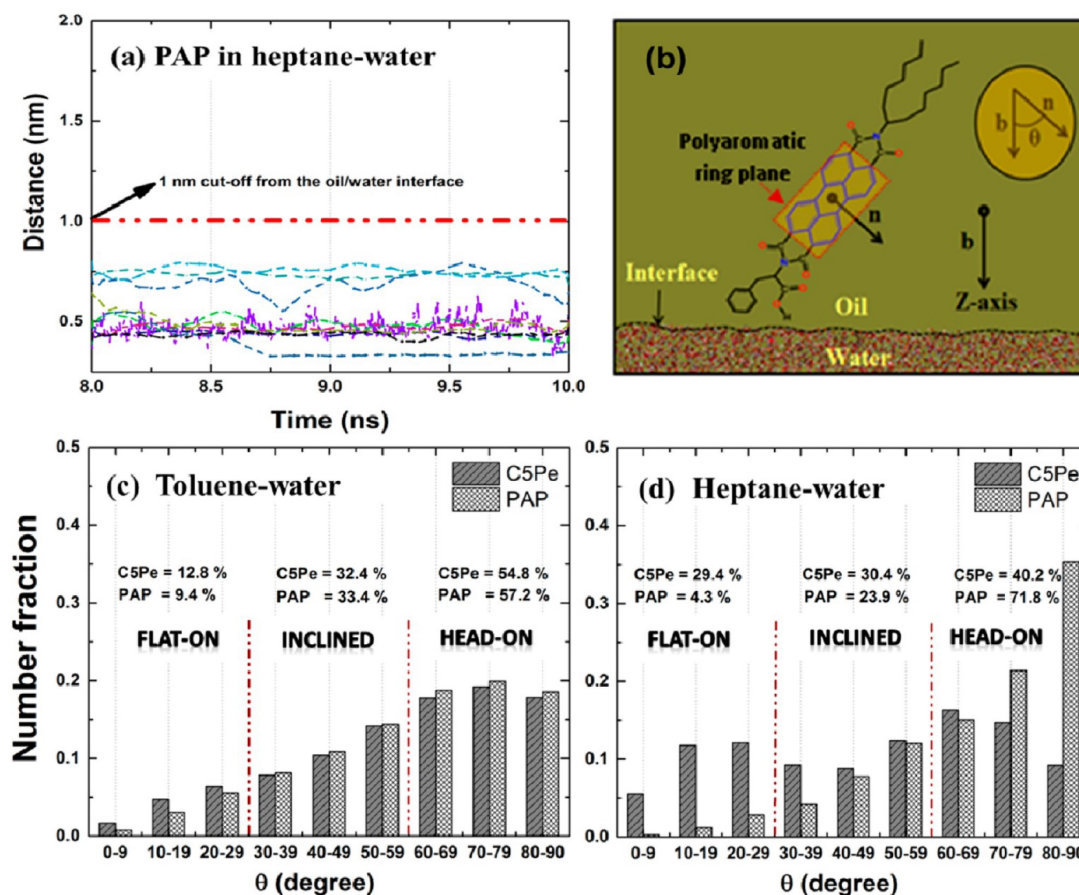 (a) PAP in heptane-water
2.0
1.5
1.0
0.5
Distance (nm)
1 nm cut-off from the oil/water interface
8.0 8.5 9.0 9.5 10.0
Time (ns)
(b)
Polyaromatic
ring plane
n
b
θ
n
b
Z-axis
Interface
Oil
Water
O
O
N
O
O
N
O
O
H
(c) Toluene-water
C5Pe
PAP
0.5
0.4
0.3
0.2
0.1
0.0
Number fraction
C5Pe = 12.8 %
PAP = 9.4 %
FLAT-ON
C5Pe = 32.4 %
PAP = 33.4 %
INCLINED
C5Pe = 54.8 %
PAP = 57.2 %
HEAD-ON
0-9 10-19 20-29 30-39 40-49 50-59 60-69 70-79 80-90
θ (degree)
(d) Heptane-water
C5Pe
PAP
0.5
0.4
0.3
0.2
0.1
0.0
C5Pe = 29.4 %
PAP = 4.3 %
FLAT-ON
C5Pe = 30.4 %
PAP = 23.9 %
INCLINED
C5Pe = 40.2 %
PAP = 71.8 %
HEAD-ON
0-9 10-19 20-29 30-39 40-49 50-59 60-69 70-79 80-90
θ (degree)